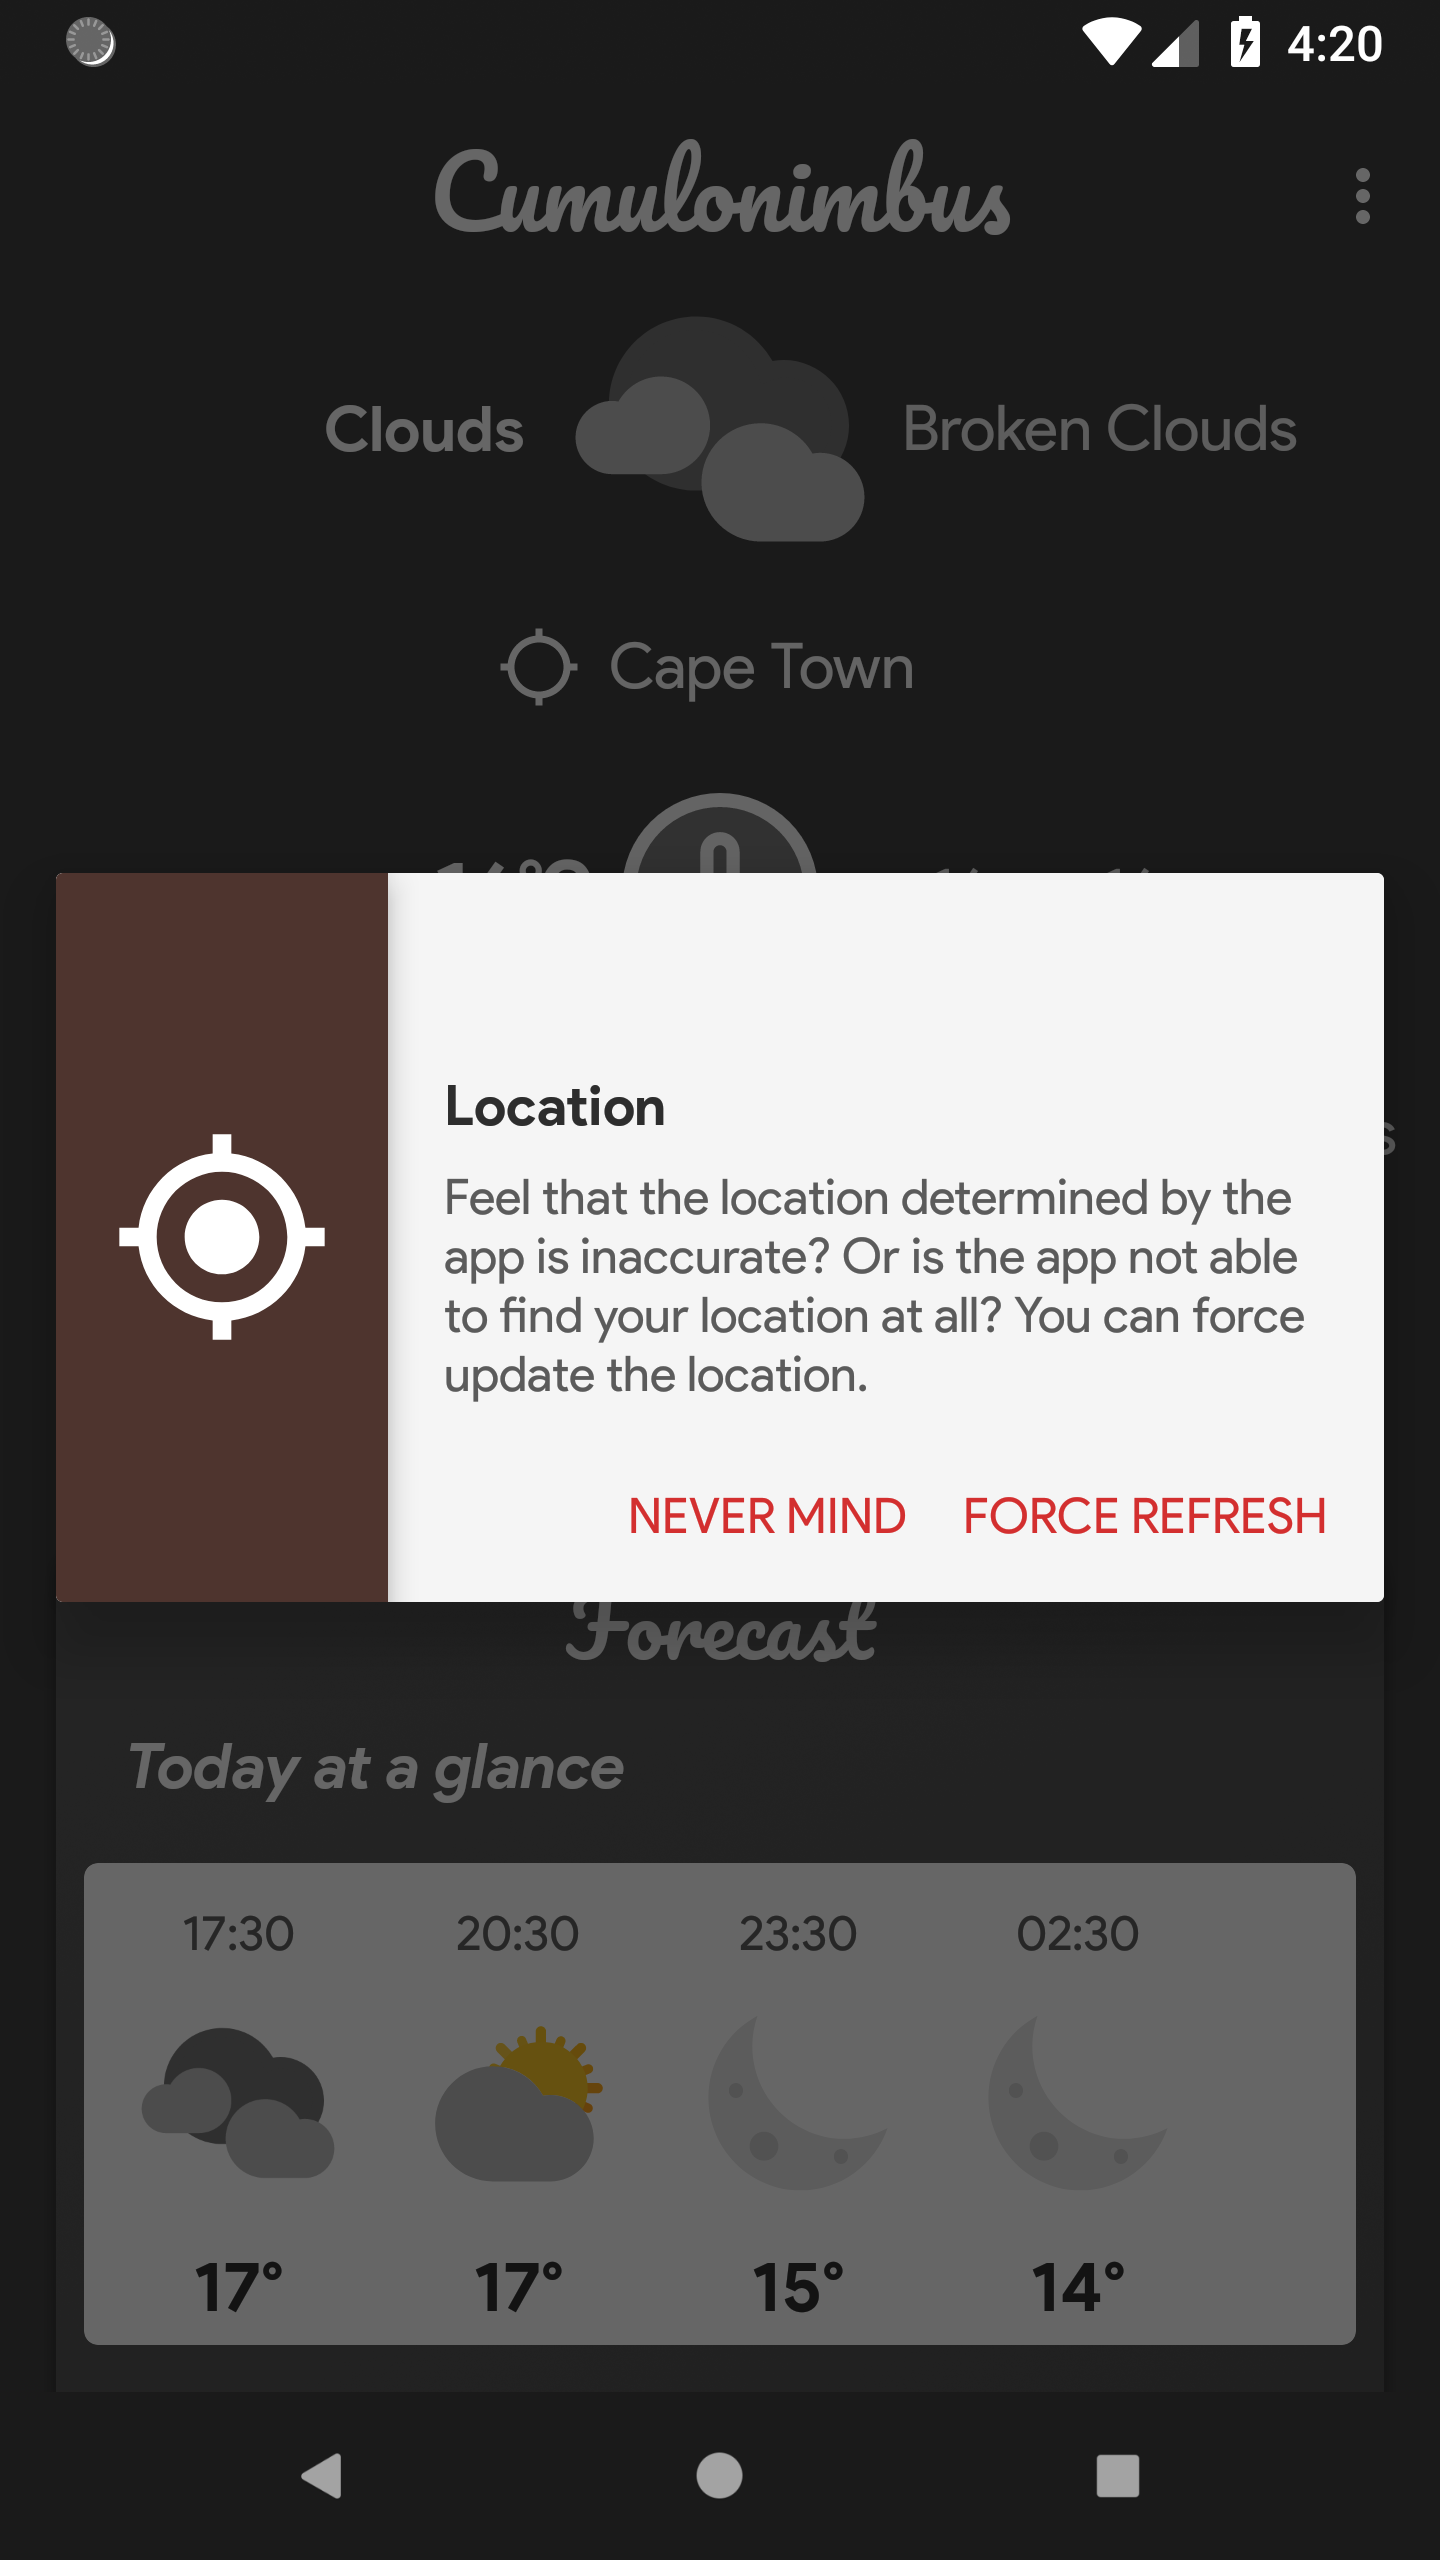 4:20
Cumulonimbus
Clouds
Broken Clouds
Cape Town
Location
Feel that the location determined by the
app is inaccurate? Or is the app not able
to find your location at all? You can force
update the location.
NEVER MIND FORCE REFRESH
Forecast
Today at a glance
17:30 20:30 23:30 02:30
17° 17° 15° 14°